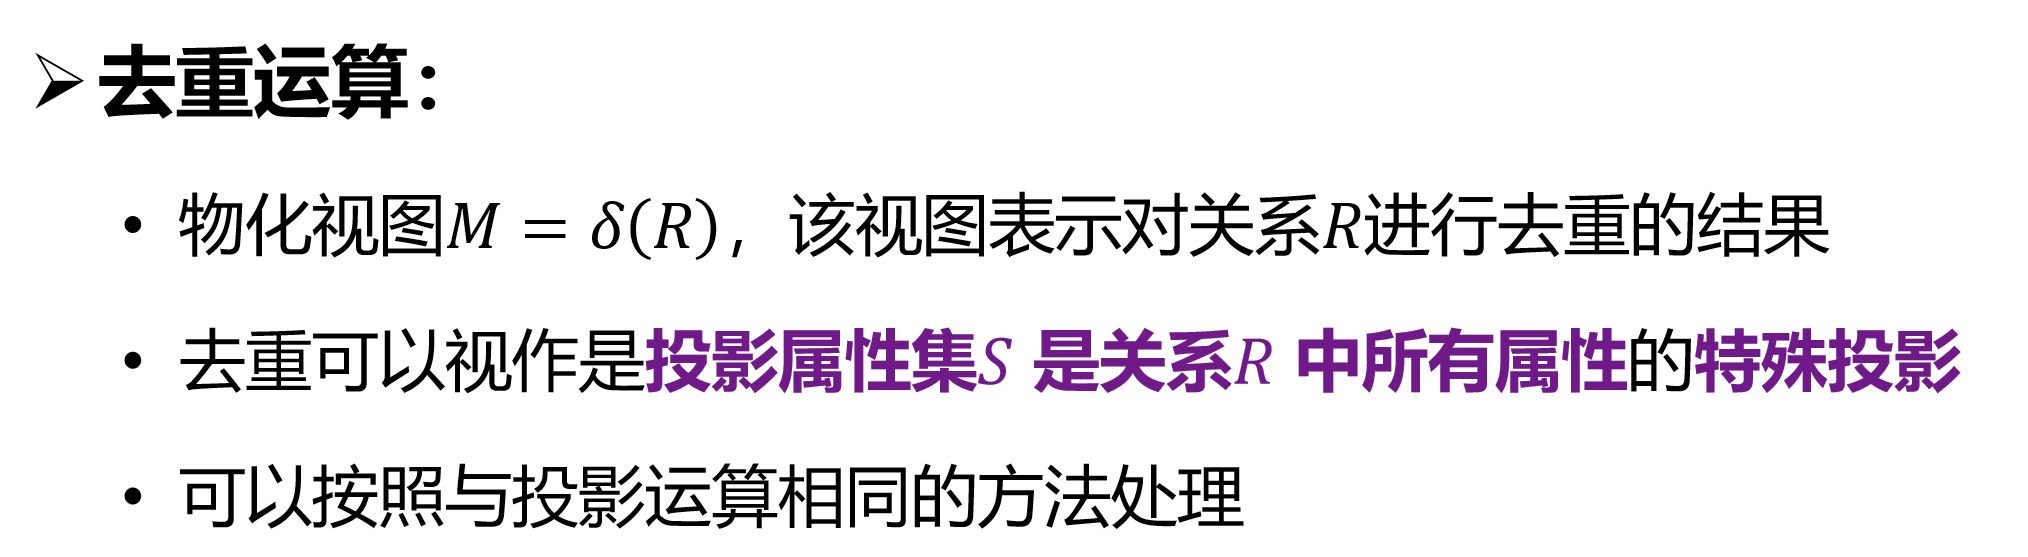 ➢去重运算：
• 物化视图M = δ(R)，该视图表示对关系R进行去重的结果
• 去重可以视作是投影属性集S 是关系R 中所有属性的特殊投影
• 可以按照与投影运算相同的方法处理